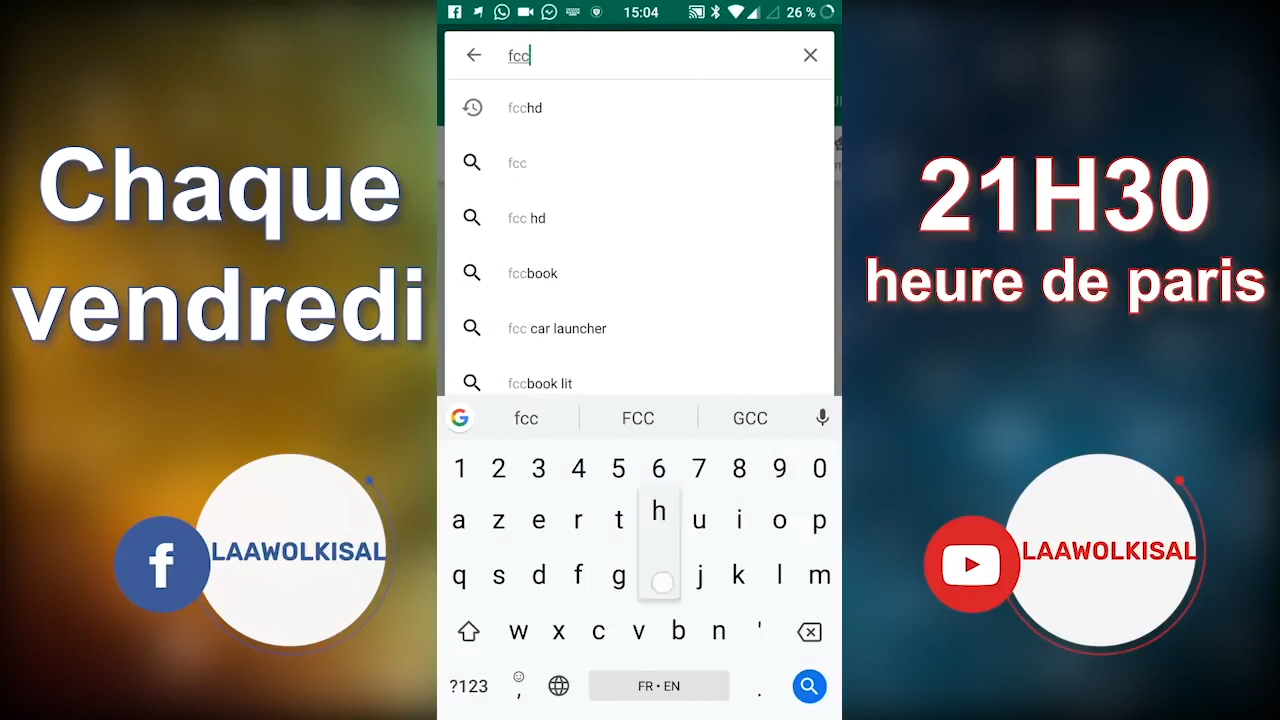 Chaque
vendredi
LAAWOLKISAL
15:04
26 %
fcc
fcchd
fcc
fcc hd
fccbook
fcc car launcher
fccbook lit
fcc FCC GCC
1 2 3 4 5 6 7 8 9 0
a z e r t h u i o p
q s d f g j k l m
w x c v b n '
?123 , FR • EN .
21H30
heure de paris
LAAWOLKISAL